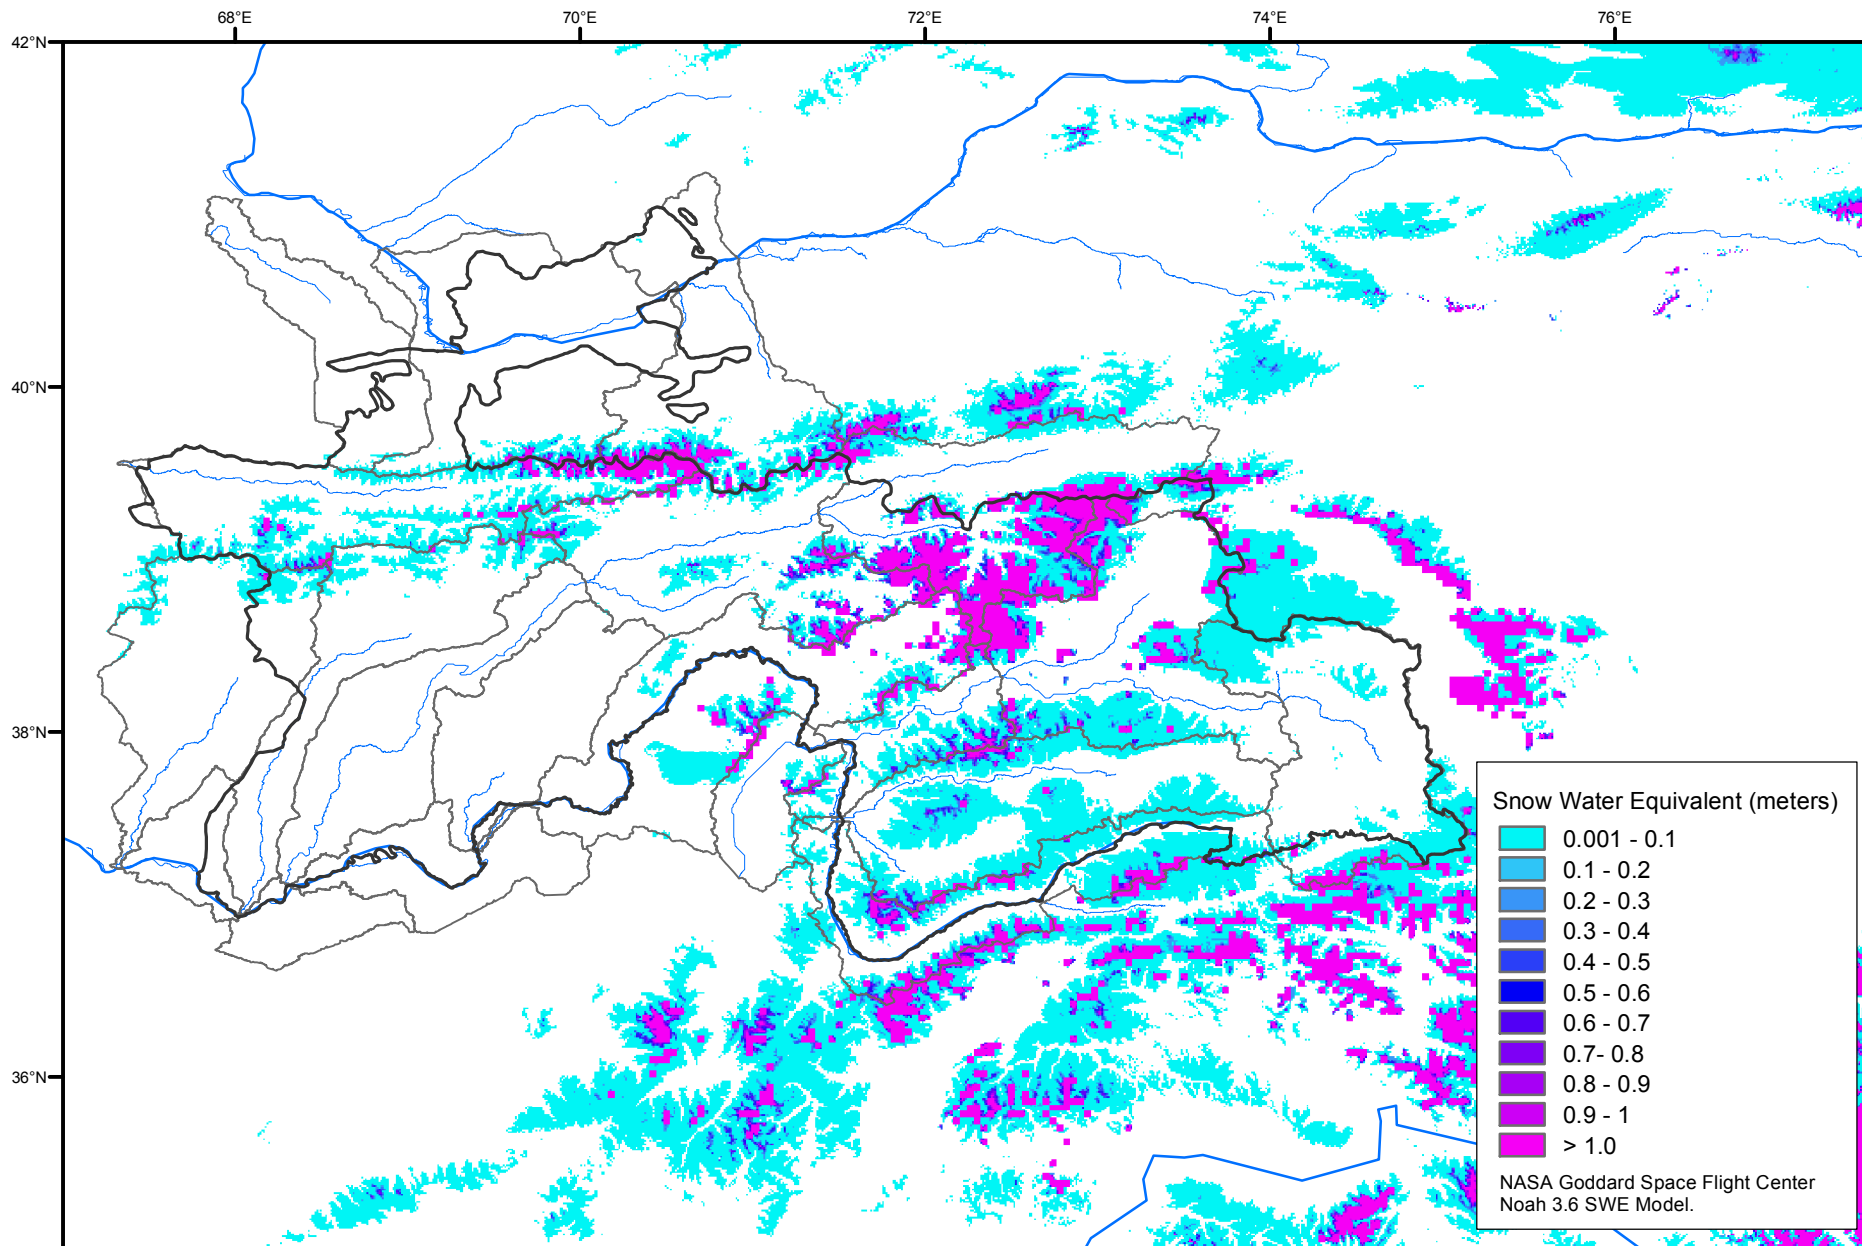 68°E
70°E
72°E
74°E
76°E
42°N
40°N
38°N
36°N
Snow Water Equivalent (meters)
0.001 - 0.1
0.1 - 0.2
0.2 - 0.3
0.3 - 0.4
0.4 - 0.5
0.5 - 0.6
0.6 - 0.7
0.7- 0.8
0.8 - 0.9
0.9 - 1
> 1.0
NASA Goddard Space Flight Center
Noah 3.6 SWE Model.